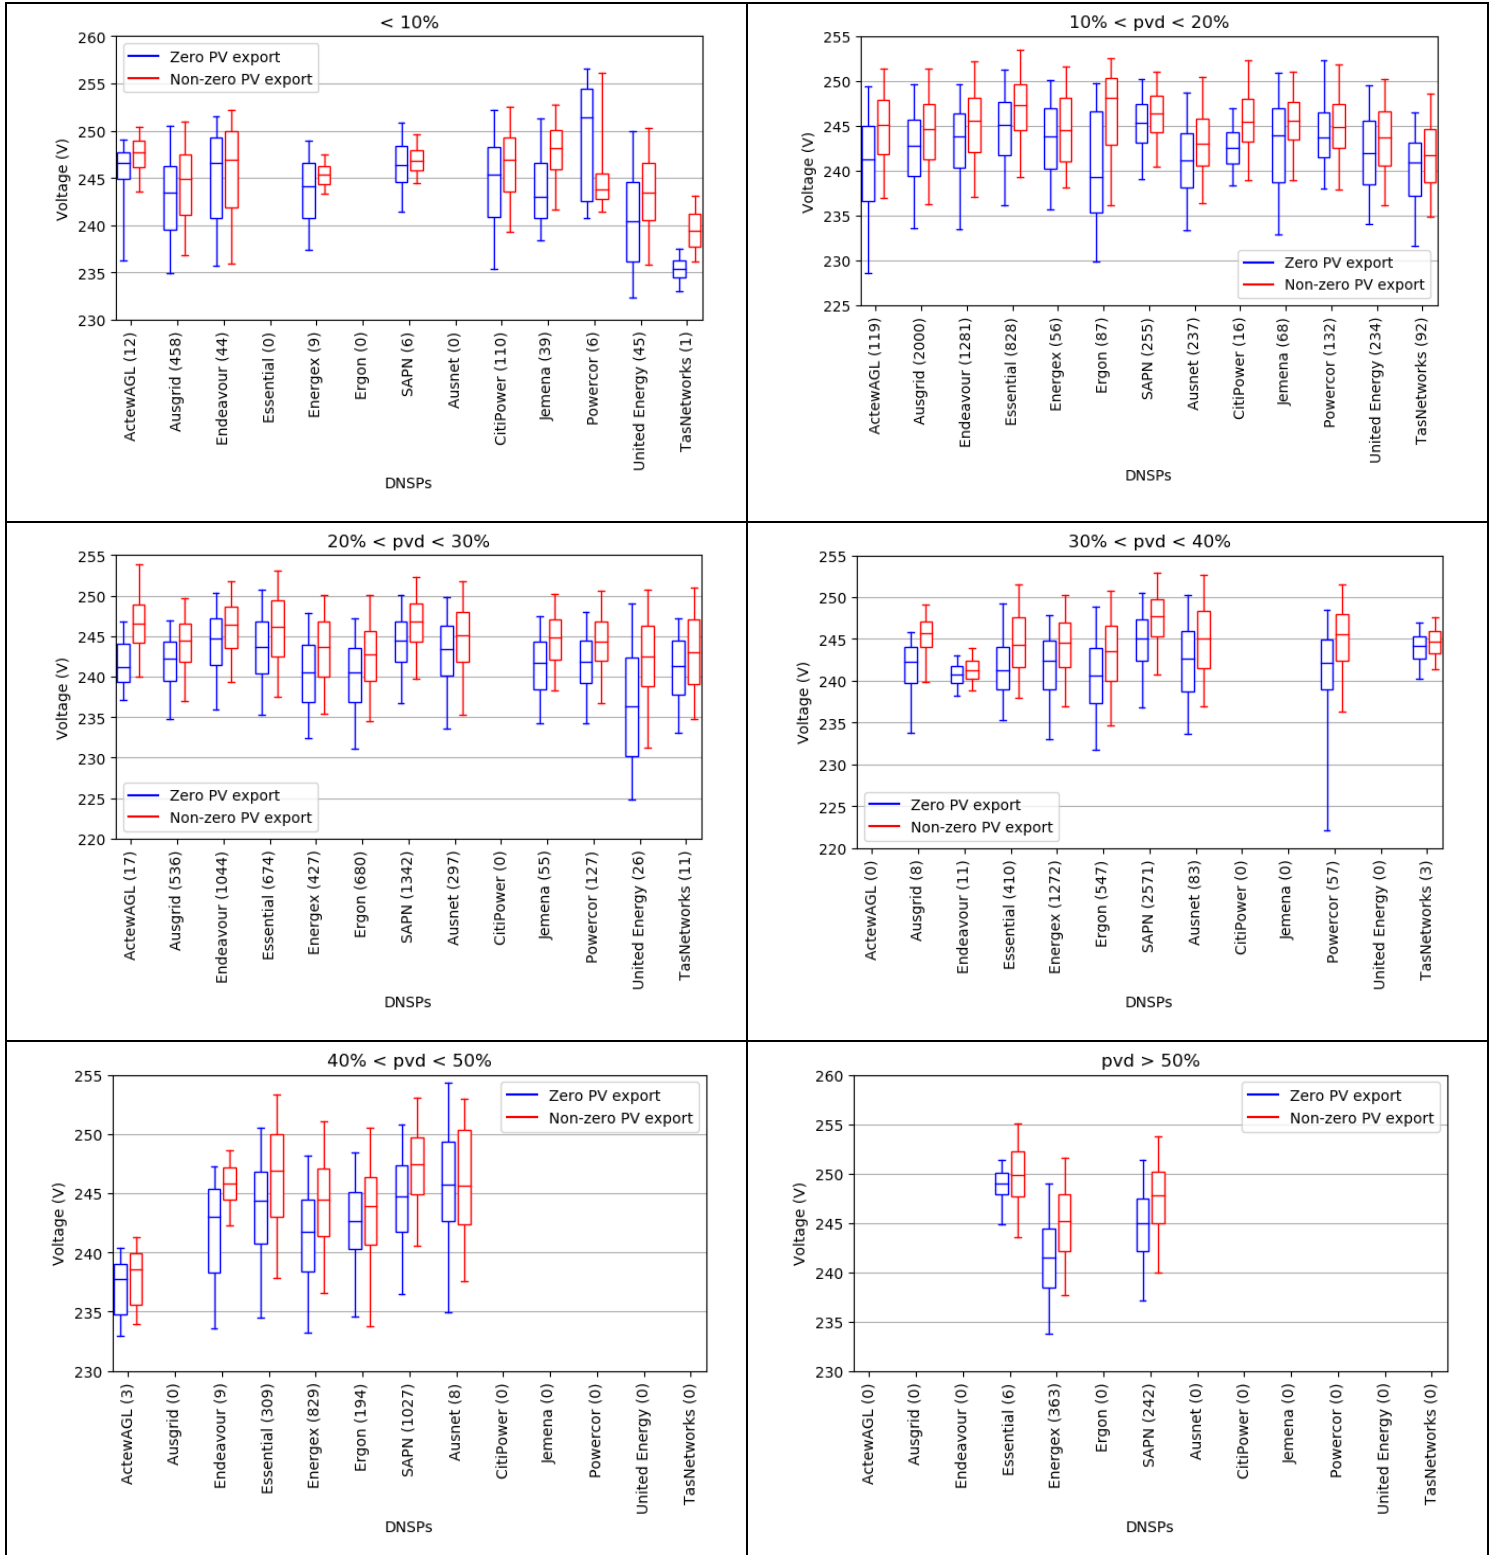 < 10%
260
255
250
245
240
235
230
Voltage (V)
Zero PV export
Non-zero PV export
ActewAGL (12)
Ausgrid (458)
Endeavour (44)
Essential (0)
Energex (9)
Ergon (0)
SAPN (6)
Ausnet (0)
CitiPower (110)
Jemena (39)
Powercor (6)
United Energy (45)
TasNetworks (1)
DNSPs
10% < pvd < 20%
255
250
245
240
235
230
225
Voltage (V)
Zero PV export
Non-zero PV export
ActewAGL (119)
Ausgrid (2000)
Endeavour (1281)
Essential (828)
Energex (56)
Ergon (87)
SAPN (255)
Ausnet (237)
CitiPower (16)
Jemena (68)
Powercor (132)
United Energy (234)
TasNetworks (92)
DNSPs
20% < pvd < 30%
255
250
245
240
235
230
225
220
Voltage (V)
Zero PV export
Non-zero PV export
ActewAGL (17)
Ausgrid (536)
Endeavour (1044)
Essential (674)
Energex (427)
Ergon (680)
SAPN (1342)
Ausnet (297)
CitiPower (0)
Jemena (55)
Powercor (127)
United Energy (26)
TasNetworks (11)
DNSPs
30% < pvd < 40%
255
250
245
240
235
230
225
220
Voltage (V)
Zero PV export
Non-zero PV export
ActewAGL (0)
Ausgrid (8)
Endeavour (11)
Essential (410)
Energex (1272)
Ergon (547)
SAPN (2571)
Ausnet (83)
CitiPower (0)
Jemena (0)
Powercor (57)
United Energy (0)
TasNetworks (3)
DNSPs
40% < pvd < 50%
255
250
245
240
235
230
Voltage (V)
Zero PV export
Non-zero PV export
ActewAGL (3)
Ausgrid (0)
Endeavour (9)
Essential (309)
Energex (829)
Ergon (194)
SAPN (1027)
Ausnet (8)
CitiPower (0)
Jemena (0)
Powercor (0)
United Energy (0)
TasNetworks (0)
DNSPs
pvd > 50%
260
255
250
245
240
235
230
Voltage (V)
Zero PV export
Non-zero PV export
ActewAGL (0)
Ausgrid (0)
Endeavour (0)
Essential (6)
Energex (363)
Ergon (0)
SAPN (242)
Ausnet (0)
CitiPower (0)
Jemena (0)
Powercor (0)
United Energy (0)
TasNetworks (0)
DNSPs